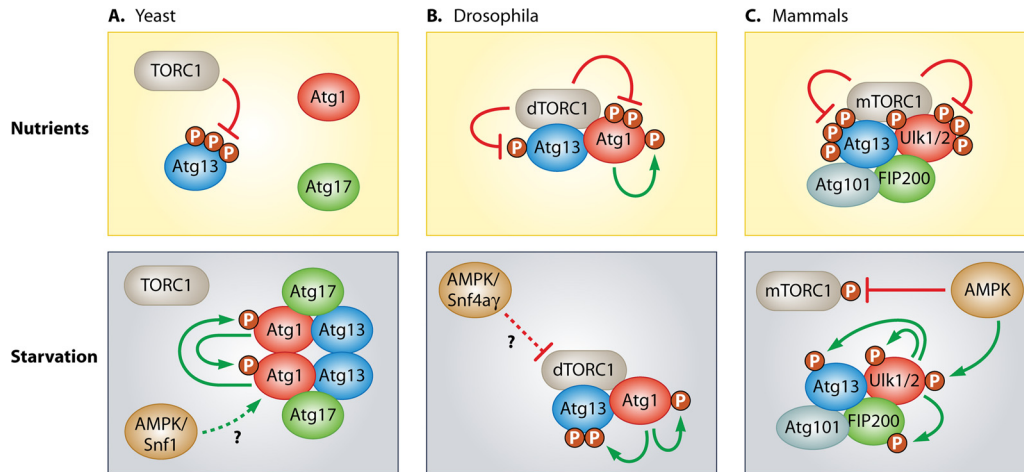 A. Yeast
B. Drosophila
C. Mammals
Nutrients
TORC1
Atg1
P
P
P
Atg13
Atg17
dTORC1
P
P
P
Atg13
Atg1
P
mTORC1
P
P
P
P
P
P
P
Atg13
Ulk1/2
Atg101
FIP200
Starvation
TORC1
Atg17
P
Atg1
Atg13
P
Atg1
Atg13
Atg17
AMPK/
Snf1
?
AMPK/
Snf4aγ
?
dTORC1
Atg13
Atg1
P
P
P
mTORC1
P
AMPK
P
P
Atg13
Ulk1/2
P
Atg101
FIP200
P